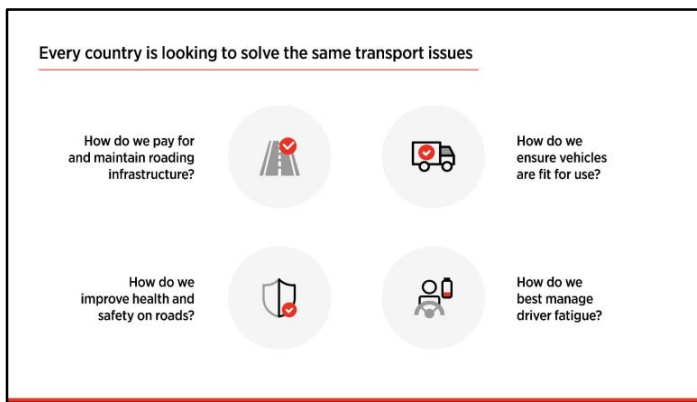 Every country is looking to solve the same transport issues
How do we pay for
and maintain roading
infrastructure?
How do we
ensure vehicles
are fit for use?
How do we
improve health and
safety on roads?
How do we
best manage
driver fatigue?